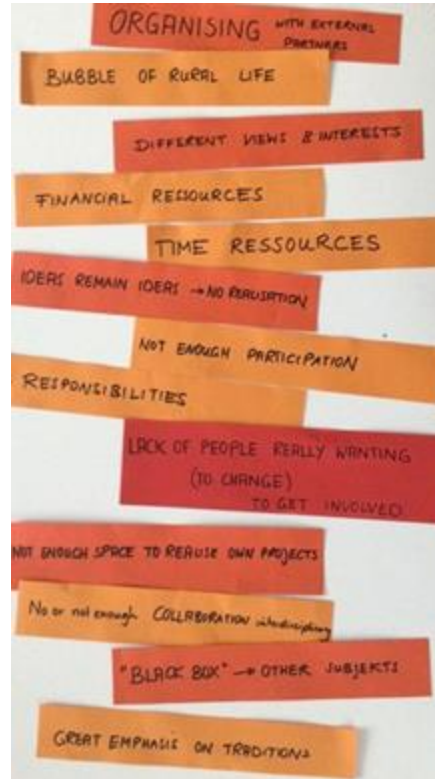 ORGANISING WITH EXTERNAL
PARTNERS
BUBBLE OF RURAL LIFE
DIFFERENT VIEWS & INTERESTS
FINANCIAL RESSOURCES
TIME RESSOURCES
IDEAS REMAIN IDEAS → NO REALISATION
NOT ENOUGH PARTICIPATION
RESPONSIBILITIES
LACK OF PEOPLE REALLY WANTING
(TO CHANGE)
TO GET INVOLVED
NOT ENOUGH SPACE TO REALISE OWN PROJECTS
No or not enough COLLABORATION interdisciplinary
"BLACK BOX" → OTHER SUBJEKTS
GREAT EMPHASIS ON TRADITIONS